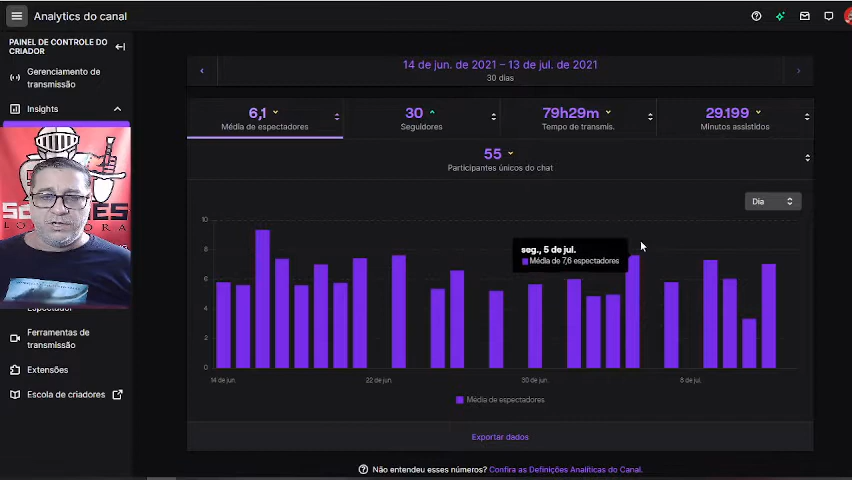 Analytics do canal
PAINEL DE CONTROLE DO
CRIADOR
Gerenciamento de
transmissão
Insights
Ferramentas de
transmissão
Extensões
Escola de criadores
14 de jun. de 2021 – 13 de jul. de 2021
30 dias
6,1
Média de espectadores
30
Seguidores
79h29m
Tempo de transmis.
29.199
Minutos assistidos
55
Participantes únicos do chat
Dia
10
8
6
4
2
0
seg., 5 de jul.
Média de 7,6 espectadores
14 de jun.
22 de jun.
30 de jun.
8 de jul.
Média de espectadores
Exportar dados
Não entendeu esses números? Confira as Definições Analíticas do Canal.